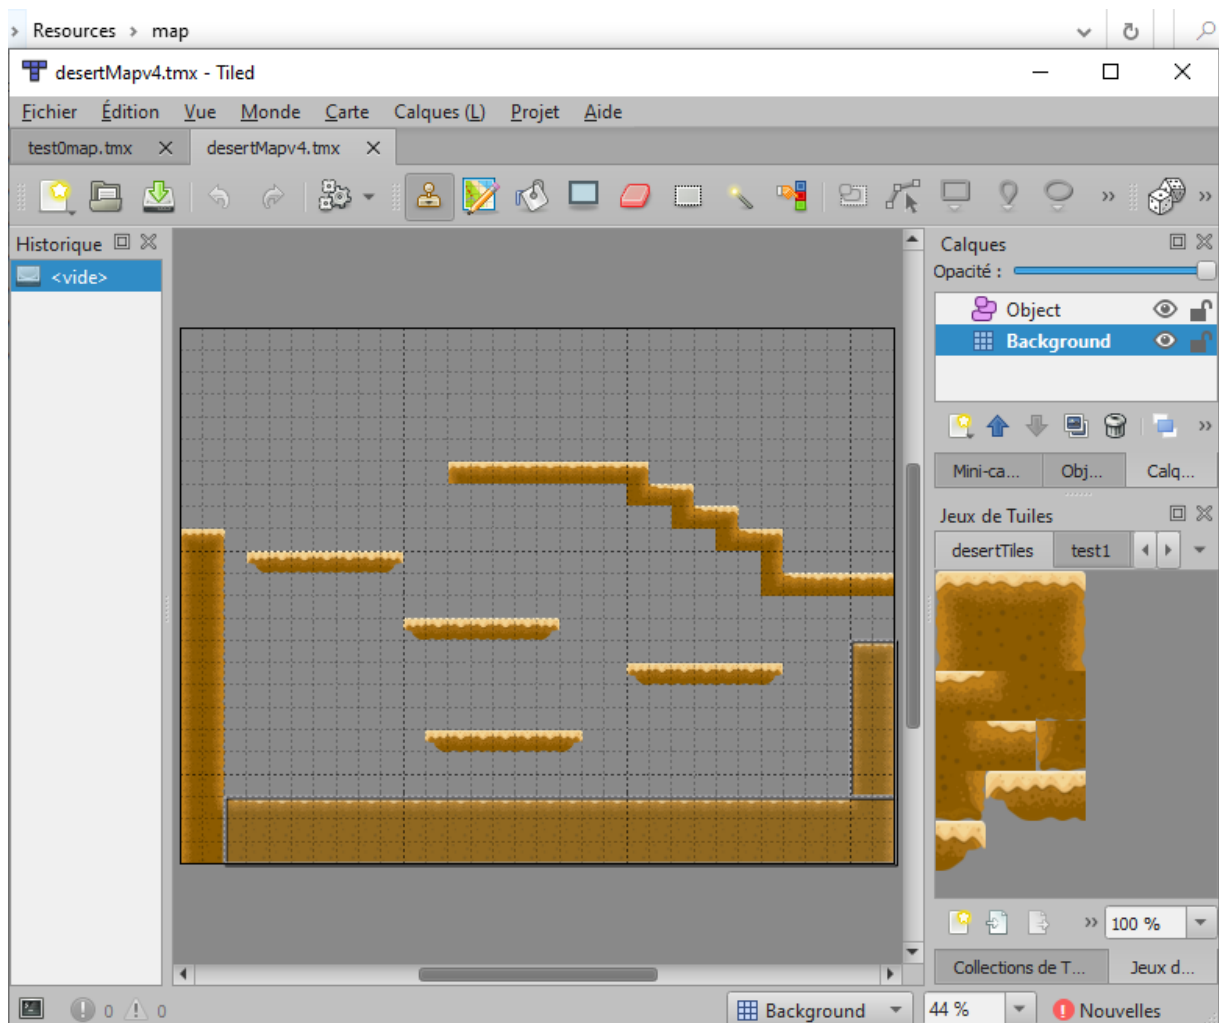 Resources > map
desertMapv4.tmx - Tiled
Fichier Édition Vue Monde Carte Calques (L) Projet Aide
test0map.tmx desertMapv4.tmx
Historique
<vide>
Calques
Opacité :
Object
Background
Mini-ca... Obj... Calq...
Jeux de Tuiles
desertTiles test1
100 %
Collections de T... Jeux d...
0 0 Background 44 % Nouvelles